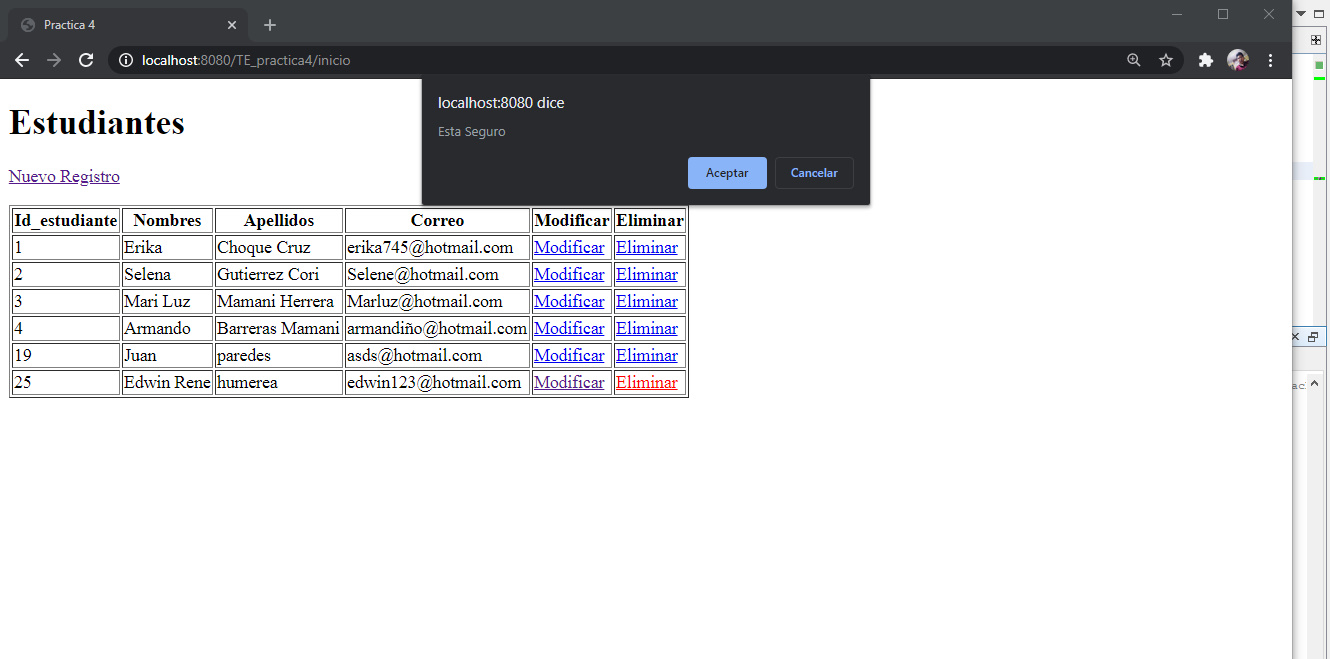 Practica 4
localhost:8080/TE_practica4/inicio
localhost:8080 dice
Esta Seguro
Aceptar Cancelar
Estudiantes
Nuevo Registro
Id_estudiante Nombres Apellidos Correo Modificar Eliminar
1 Erika Choque Cruz erika745@hotmail.com Modificar Eliminar
2 Selena Gutierrez Cori Selene@hotmail.com Modificar Eliminar
3 Mari Luz Mamani Herrera Marluz@hotmail.com Modificar Eliminar
4 Armando Barreras Mamani armandiño@hotmail.com Modificar Eliminar
19 Juan paredes asds@hotmail.com Modificar Eliminar
25 Edwin Rene humerea edwin123@hotmail.com Modificar Eliminar